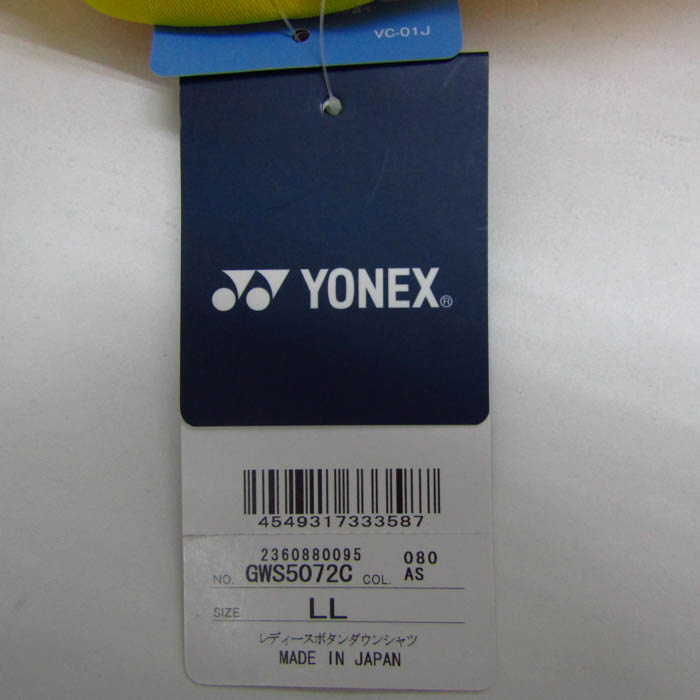 VC-01J
YONEX®
4549317333587
2360880095 080
NO. GWS5072C COL. AS
SIZE LL
レディースボタンダウンシャツ
MADE IN JAPAN